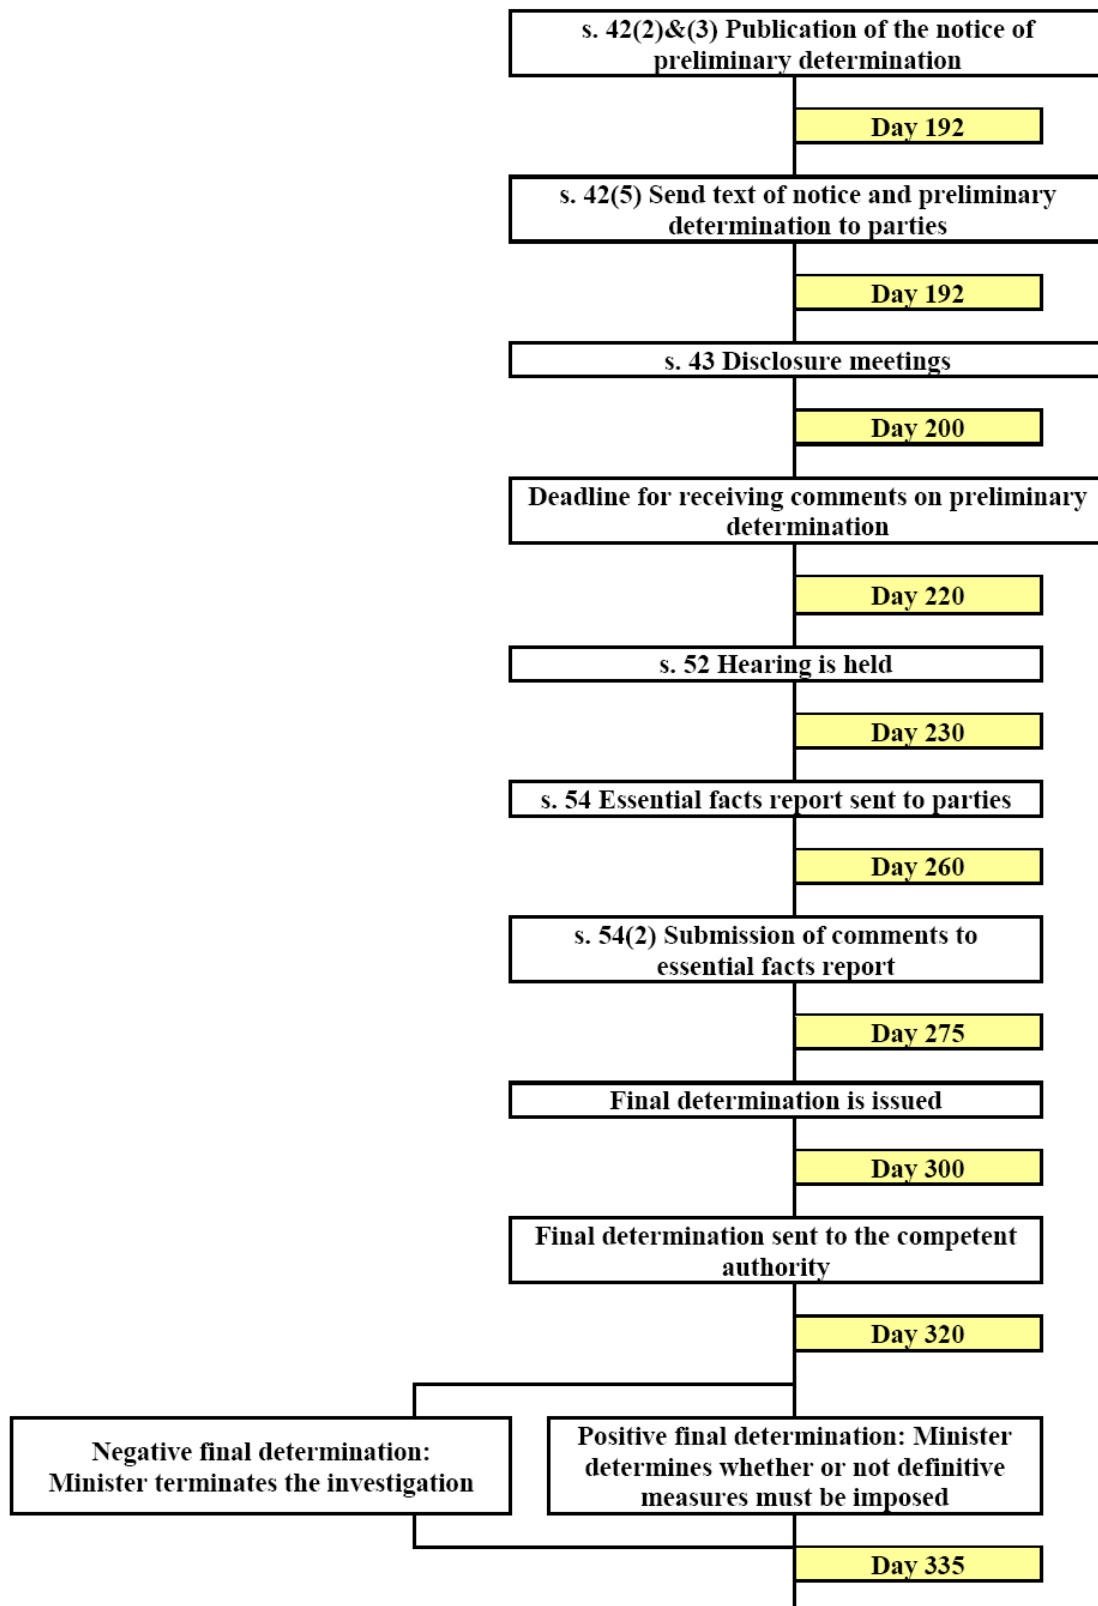 s. 42(2)&(3) Publication of the notice of
preliminary determination
Day 192
s. 42(5) Send text of notice and preliminary
determination to parties
Day 192
s. 43 Disclosure meetings
Day 200
Deadline for receiving comments on preliminary
determination
Day 220
s. 52 Hearing is held
Day 230
s. 54 Essential facts report sent to parties
Day 260
s. 54(2) Submission of comments to
essential facts report
Day 275
Final determination is issued
Day 300
Final determination sent to the competent
authority
Day 320
Negative final determination:
Minister terminates the investigation
Positive final determination: Minister
determines whether or not definitive
measures must be imposed
Day 335